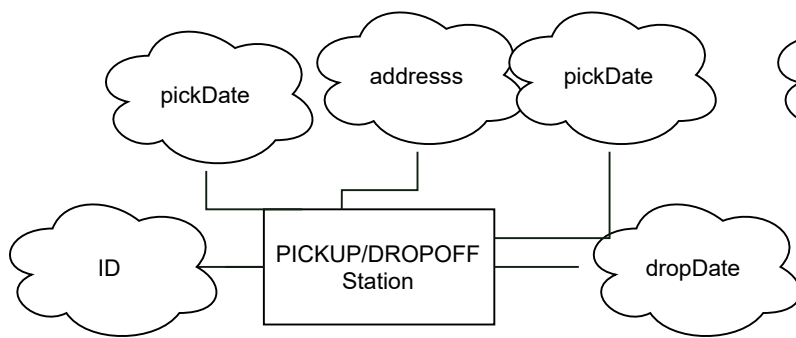 pickDate
addresss
pickDate
ID
PICKUP/DROPOFF
Station
dropDate